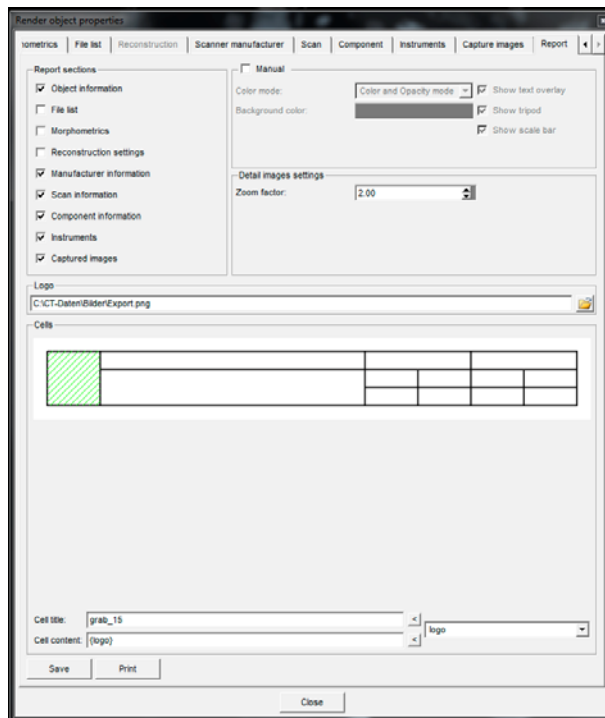 Render object properties
ometrics File list Reconstruction Scanner manufacturer Scan Component Instruments Capture images Report
Report sections
Object information
File list
Morphometrics
Reconstruction settings
Manufacturer information
Scan information
Component information
Instruments
Captured images
Manual
Color mode: Color and Opacity mode Show text overlay
Background color: Show tripod
Show scale bar
Detail images settings
Zoom factor: 2.00
Logo
C:\CT-Daten\Bilder\Export.png
Cells
Cell title: grab_15 <
logo
Cell content: {logo} <
Save Print
Close